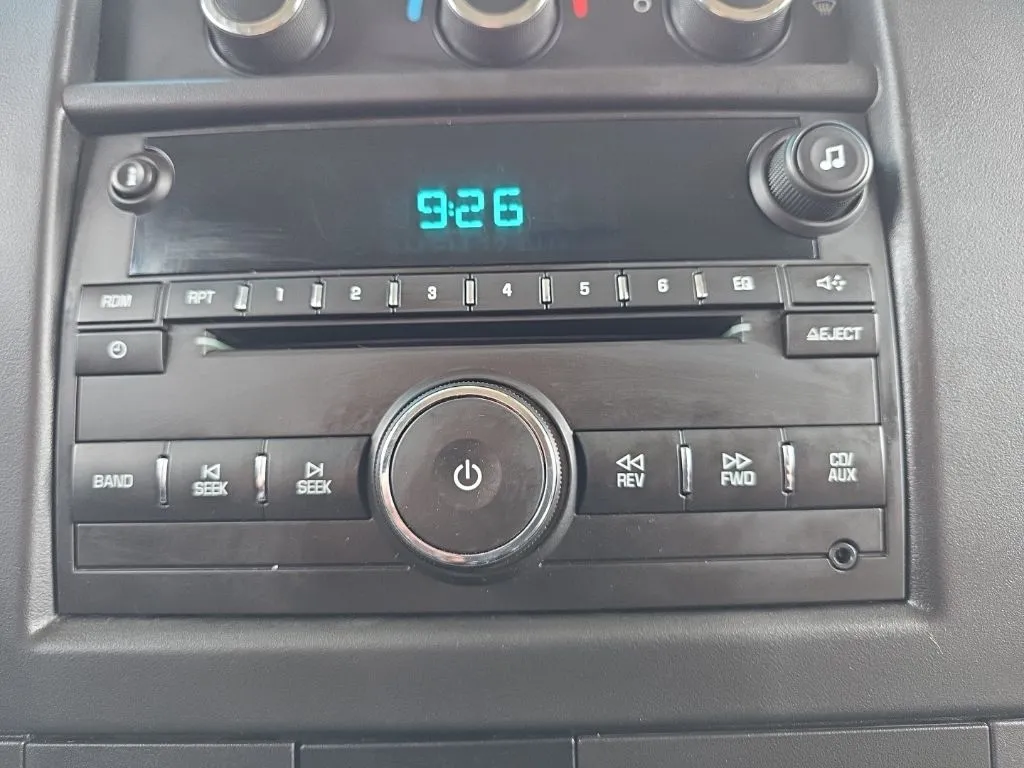 9:26
RDM RPT 1 2 3 4 5 6 EQ
EJECT
BAND SEEK SEEK REV FWD CD/
AUX